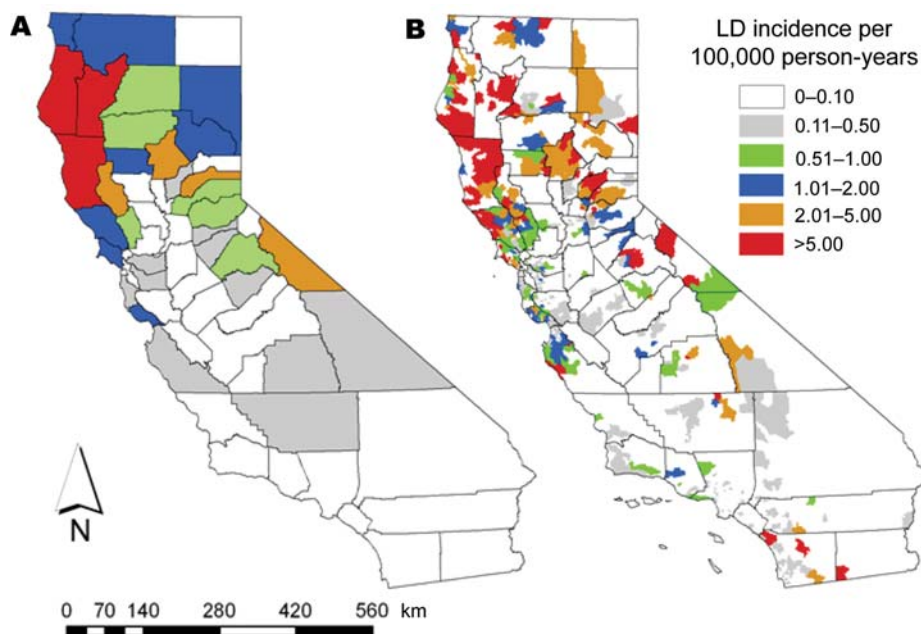 A
B
LD incidence per
100,000 person-years
0–0.10
0.11–0.50
0.51–1.00
1.01–2.00
2.01–5.00
>5.00
N
0 70 140 280 420 560 km